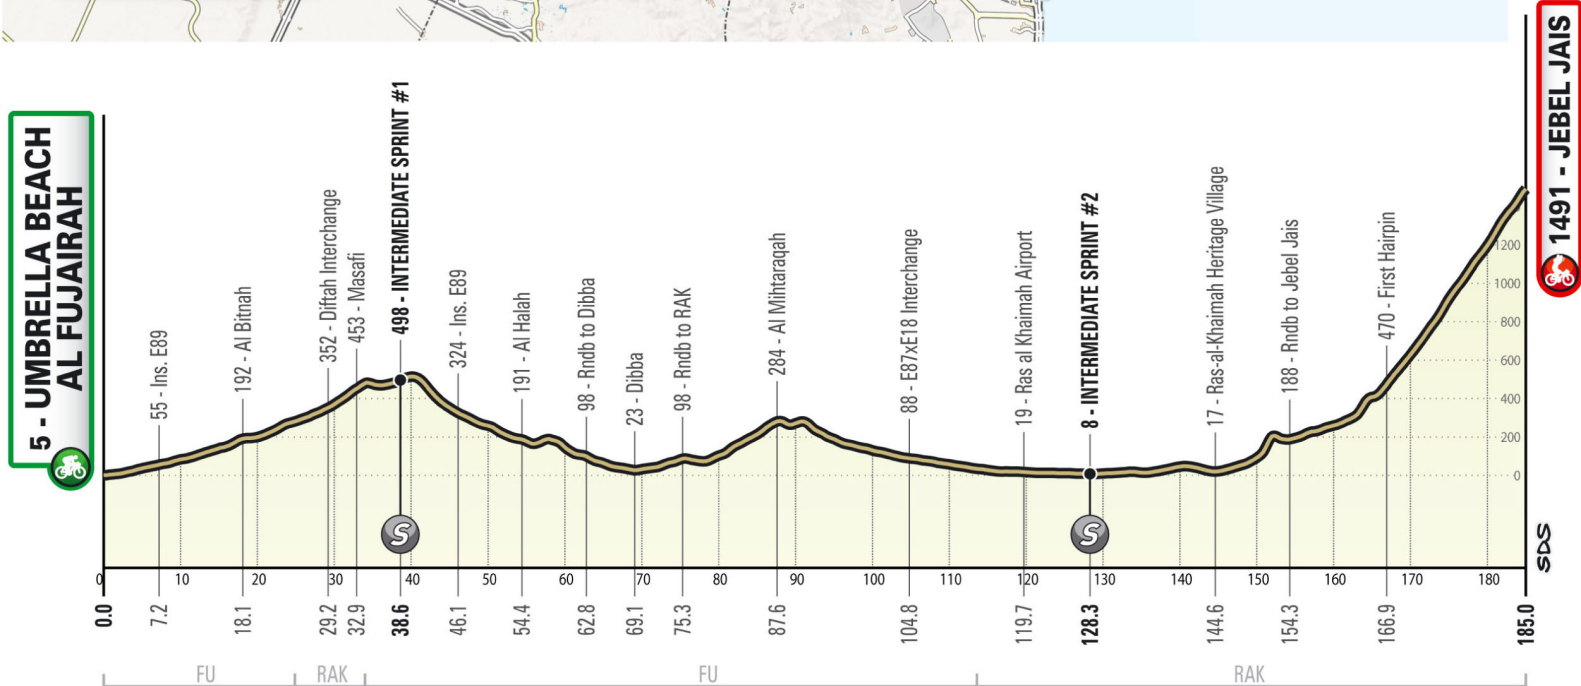 5 - UMBRELLA BEACH
AL FUJAIRAH
55 - Ins. E89
192 - Al Bitnah
352 - Diftah Interchange
453 - Masafi
498 - INTERMEDIATE SPRINT #1
324 - Ins. E89
191 - Al Halah
98 - Rndb to Dibba
23 - Dibba
98 - Rndb to RAK
284 - Al Mihtaraqah
88 - E87xE18 Interchange
19 - Ras al Khaimah Airport
8 - INTERMEDIATE SPRINT #2
17 - Ras-al-Khaimah Heritage Village
188 - Rndb to Jebel Jais
470 - First Hairpin
1491 - JEBEL JAIS
1200
1000
800
600
400
200
0
S
S
SDS
0 10 20 30 40 50 60 70 80 90 100 110 120 130 140 150 160 170 180
0.0 7.2 18.1 29.2 32.9 38.6 46.1 54.4 62.8 69.1 75.3 87.6 104.8 119.7 128.3 144.6 154.3 166.9 185.0
FU RAK FU RAK